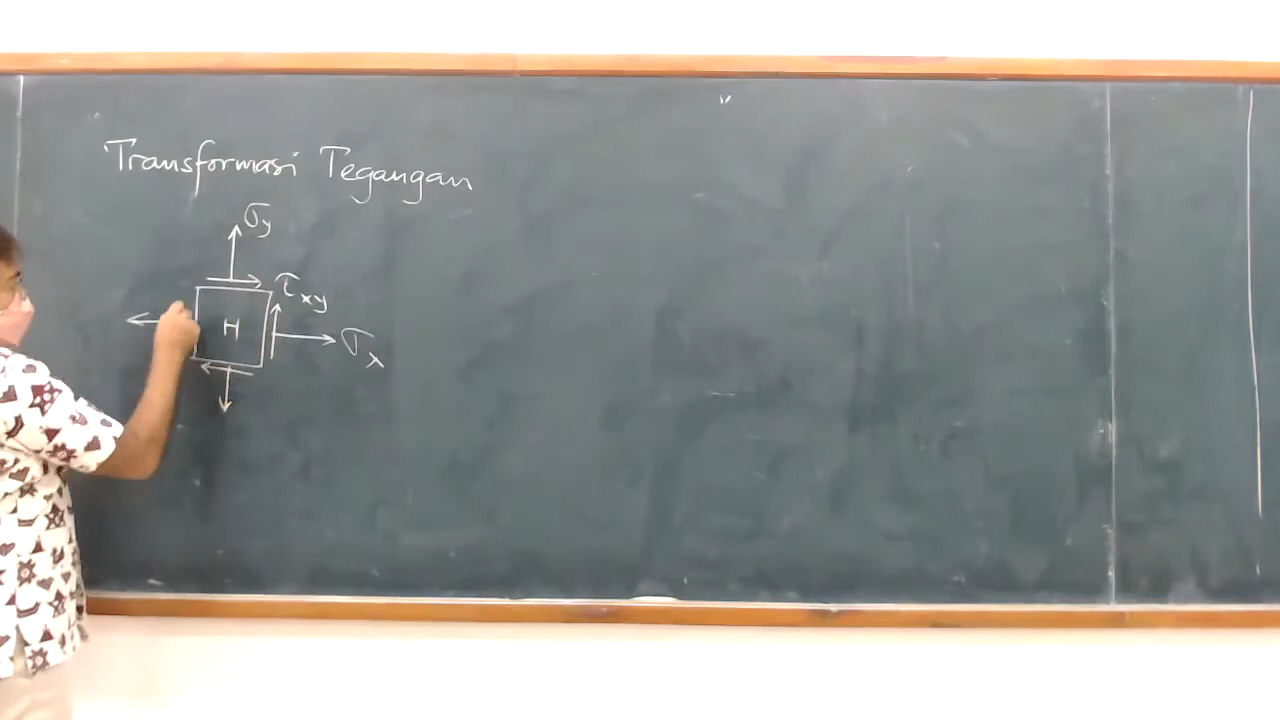 Transformasi Tegangan
σy
τxy
H
σx